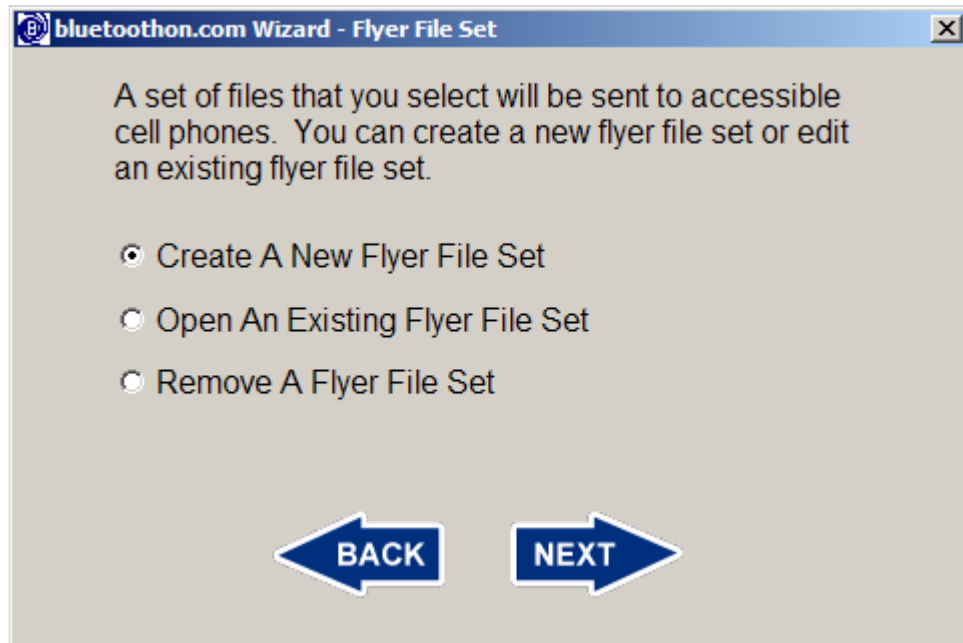 bluetoothon.com Wizard - Flyer File Set
A set of files that you select will be sent to accessible
cell phones.  You can create a new flyer file set or edit
an existing flyer file set.
Create A New Flyer File Set
Open An Existing Flyer File Set
Remove A Flyer File Set
BACK NEXT